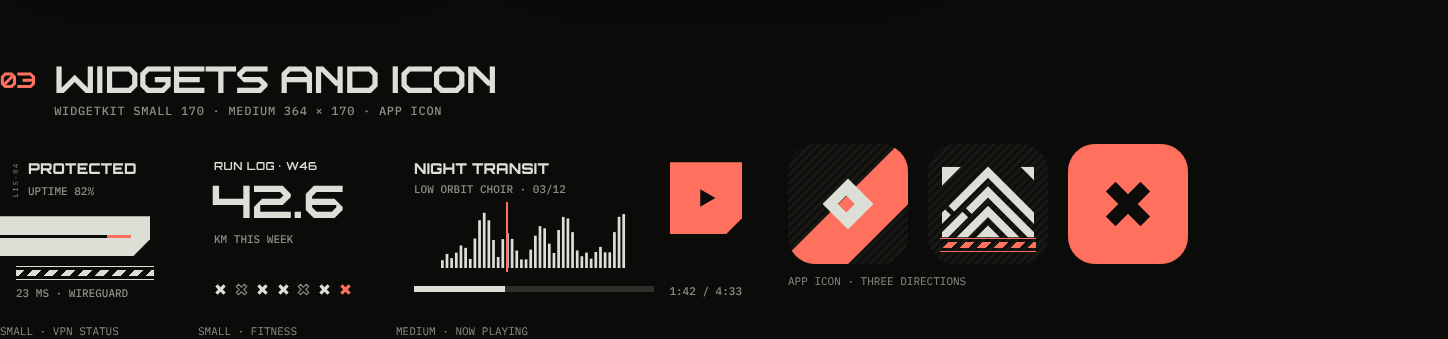 03 WIDGETS AND ICON
WIDGETKIT SMALL 170 · MEDIUM 364 × 170 · APP ICON
LIS-84
PROTECTED
UPTIME 82%
23 MS · WIREGUARD
SMALL · VPN STATUS
RUN LOG · W46
42.6
KM THIS WEEK
SMALL · FITNESS
NIGHT TRANSIT
LOW ORBIT CHOIR · 03/12
1:42 / 4:33
MEDIUM · NOW PLAYING
APP ICON · THREE DIRECTIONS